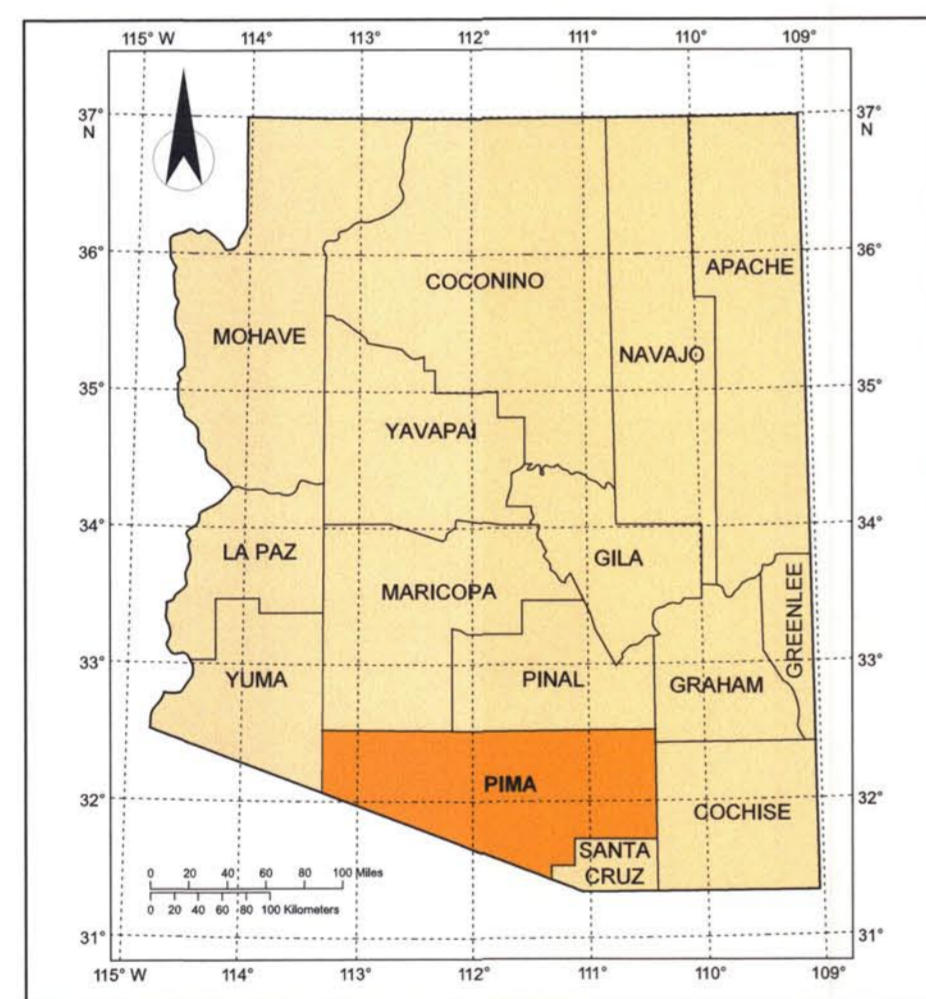 115° W 114° 113° 112° 111° 110° 109°
37° N
37° N
36°
36°
COCONINO
APACHE
MOHAVE
NAVAJO
35°
35°
YAVAPAI
34°
34°
LA PAZ
GILA
MARICOPA
GREENLEE
33°
33°
YUMA
PINAL
GRAHAM
PIMA
32°
32°
COCHISE
SANTA
CRUZ
0 20 40 60 80 100 Miles
0 20 40 60 80 100 Kilometers
31°
31°
115° W 114° 113° 112° 111° 110° 109°